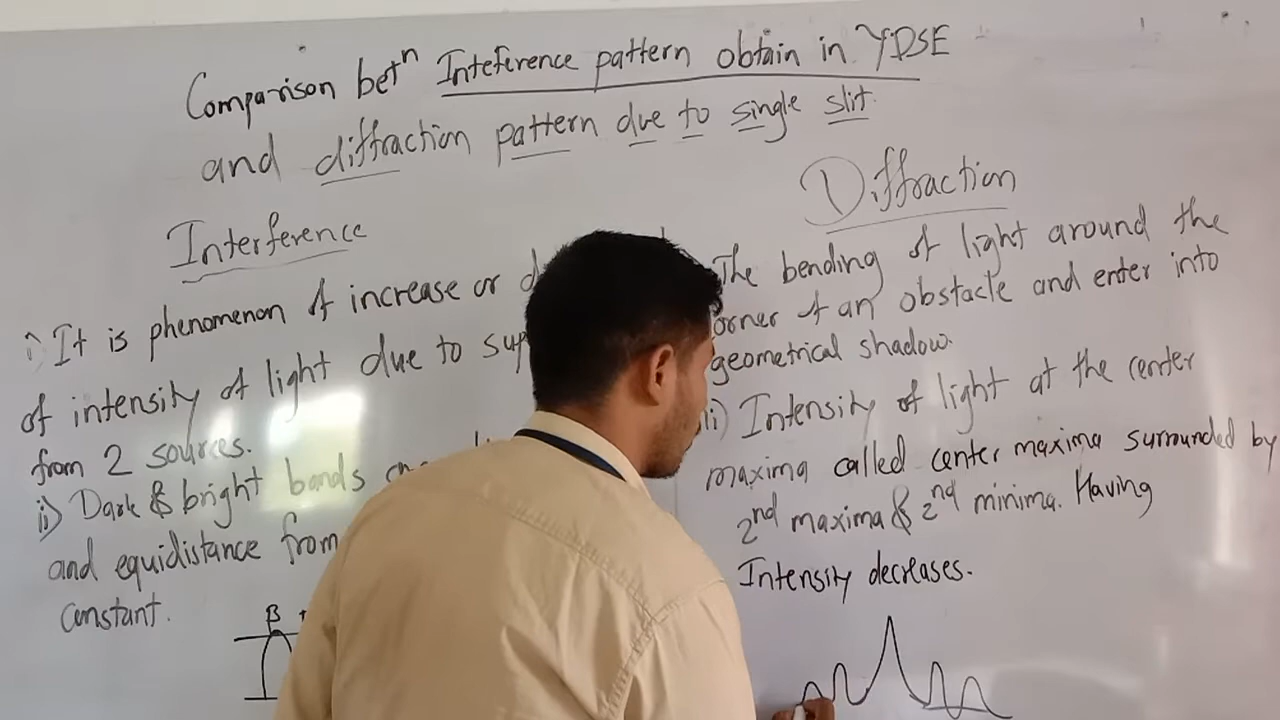 Comparison betⁿ Inteference pattern obtain in YDSE
and diffraction pattern due to single slit.
Interference
i) It is phenomenon of increase or
of intensity of light due to
from 2 sources.
ii) Dark & bright bands
and equidistance from
constant.
B
Diffraction
The bending of light around the
of an obstacle and enter into
geometrical shadow.
Intensity of light at the center
maxima called center maxima surrounded by
2nd maxima & 2nd minima. Having
Intensity decreases.